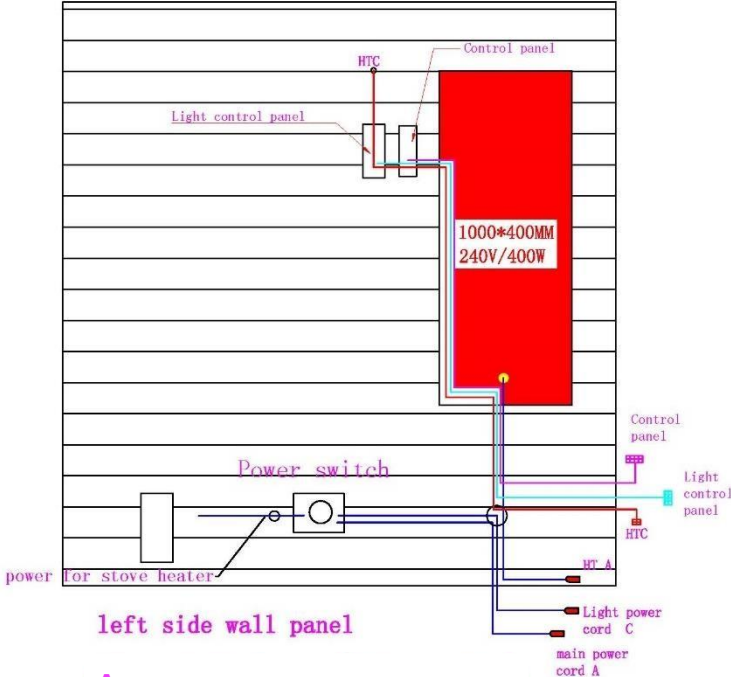 Control panel
HTC
Light control panel
1000*400MM
240V/400W
Control
panel
Power switch
Light
control
panel
HTC
power for stove heater
HT A
Light power
cord C
left side wall panel
main power
cord A